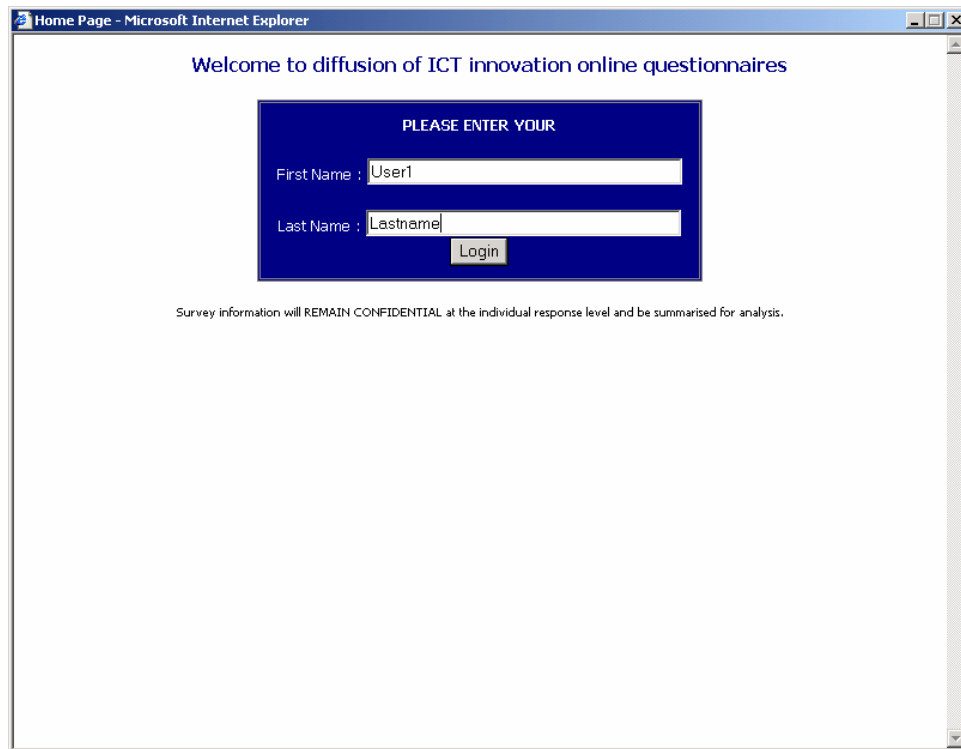 Home Page - Microsoft Internet Explorer
Welcome to diffusion of ICT innovation online questionnaires
PLEASE ENTER YOUR
First Name : User1
Last Name : Lastname
Login
Survey information will REMAIN CONFIDENTIAL at the individual response level and be summarised for analysis.